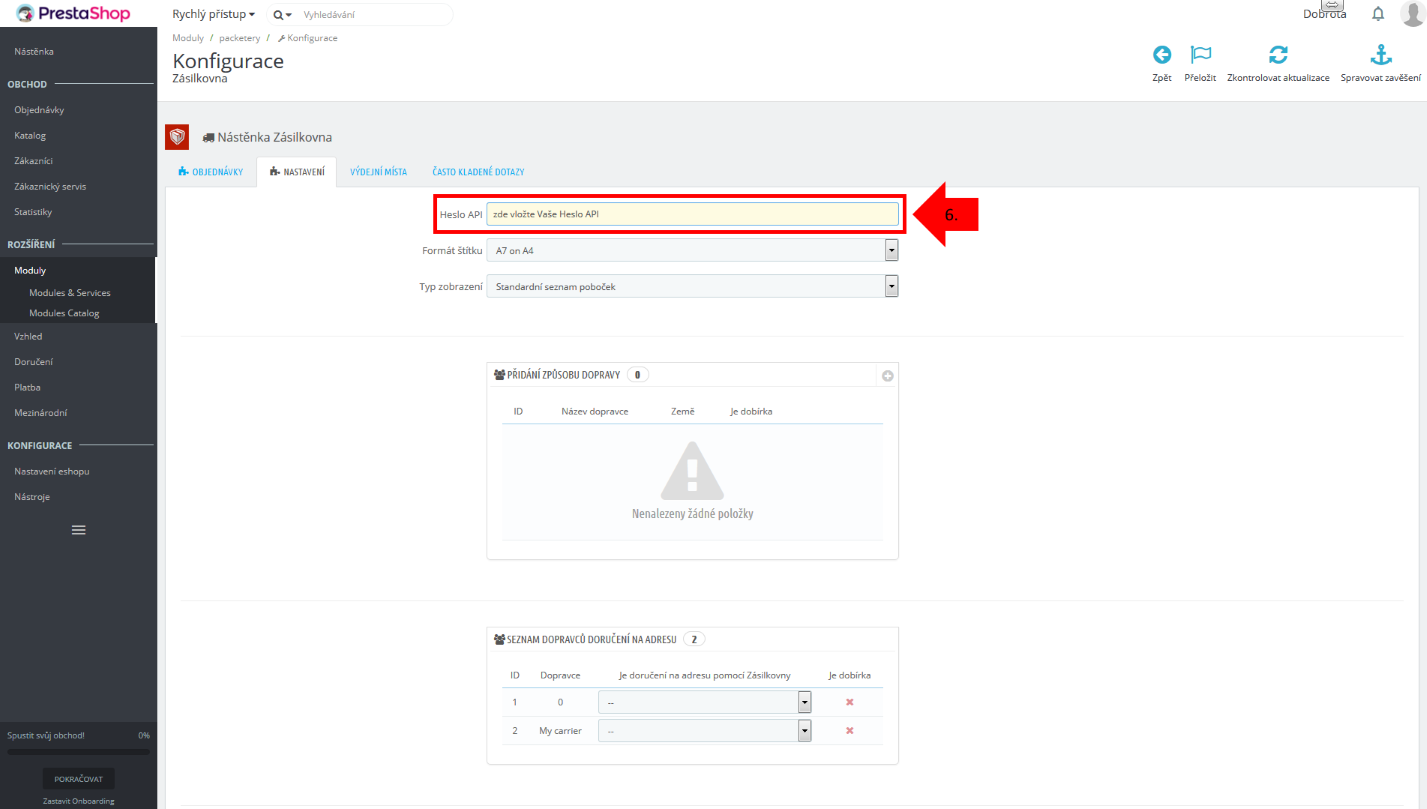 PrestaShop
Rychlý přístup
Vyhledávání
Dobrota
Moduly / packetery / Konfigurace
Konfigurace
Zásilkovna
Zpět
Přeložit
Zkontrolovat aktualizace
Spravovat zavěšení
Nástěnka
OBCHOD
Objednávky
Katalog
Zákazníci
Zákaznický servis
Statistiky
ROZŠÍŘENÍ
Moduly
Modules & Services
Modules Catalog
Vzhled
Doručení
Platba
Mezinárodní
KONFIGURACE
Nastavení eshopu
Nástroje
Spustit svůj obchod! 0%
POKRAČOVAT
Zastavit Onboarding
Nástěnka Zásilkovna
OBJEDNÁVKY
NASTAVENÍ
VÝDEJNÍ MÍSTA
ČASTO KLADENÉ DOTAZY
Heslo API zde vložte Vaše Heslo API
6.
Formát štítku A7 on A4
Typ zobrazení Standardní seznam poboček
PŘIDÁNÍ ZPŮSOBU DOPRAVY 0
ID Název dopravce Země Je dobírka
Nenalezeny žádné položky
SEZNAM DOPRAVCŮ DORUČENÍ NA ADRESU 2
ID Dopravce Je doručení na adresu pomocí Zásilkovny Je dobírka
1 0 --
2 My carrier --